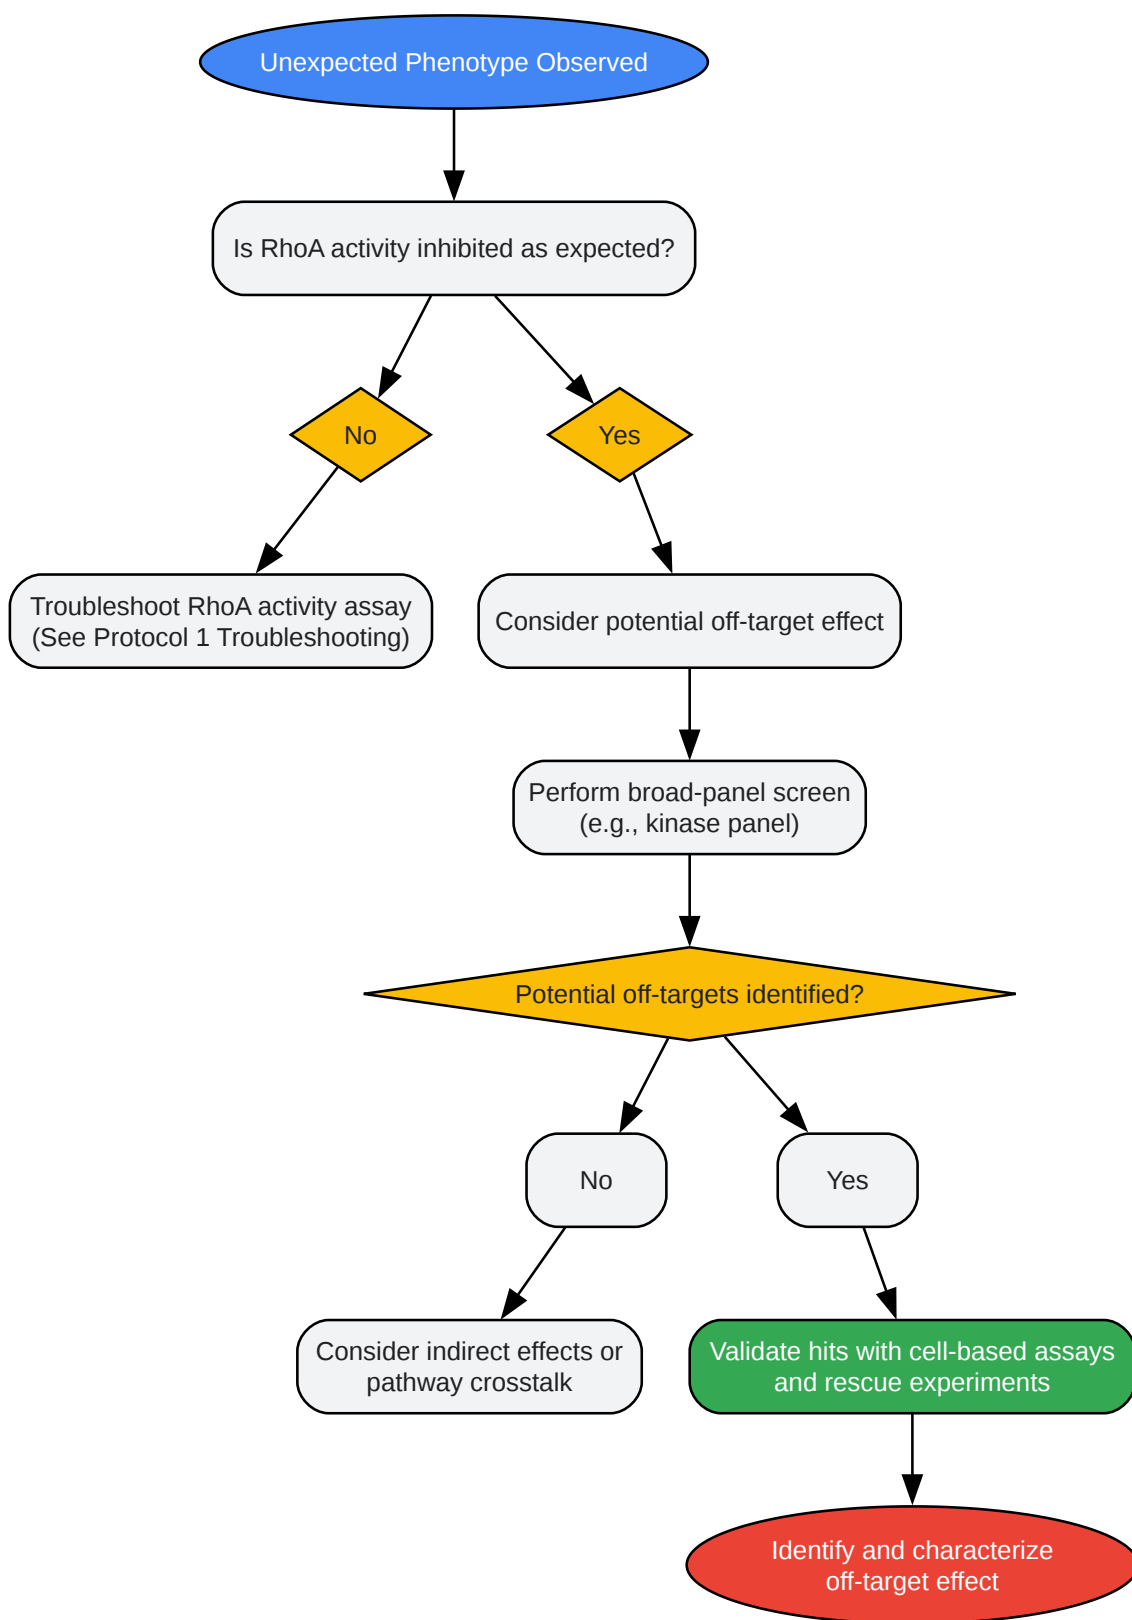 Unexpected Phenotype Observed
Is RhoA activity inhibited as expected?
No
Yes
Troubleshoot RhoA activity assay
(See Protocol 1 Troubleshooting)
Consider potential off-target effect
Perform broad-panel screen
(e.g., kinase panel)
Potential off-targets identified?
No
Yes
Consider indirect effects or
pathway crosstalk
Validate hits with cell-based assays
and rescue experiments
Identify and characterize
off-target effect